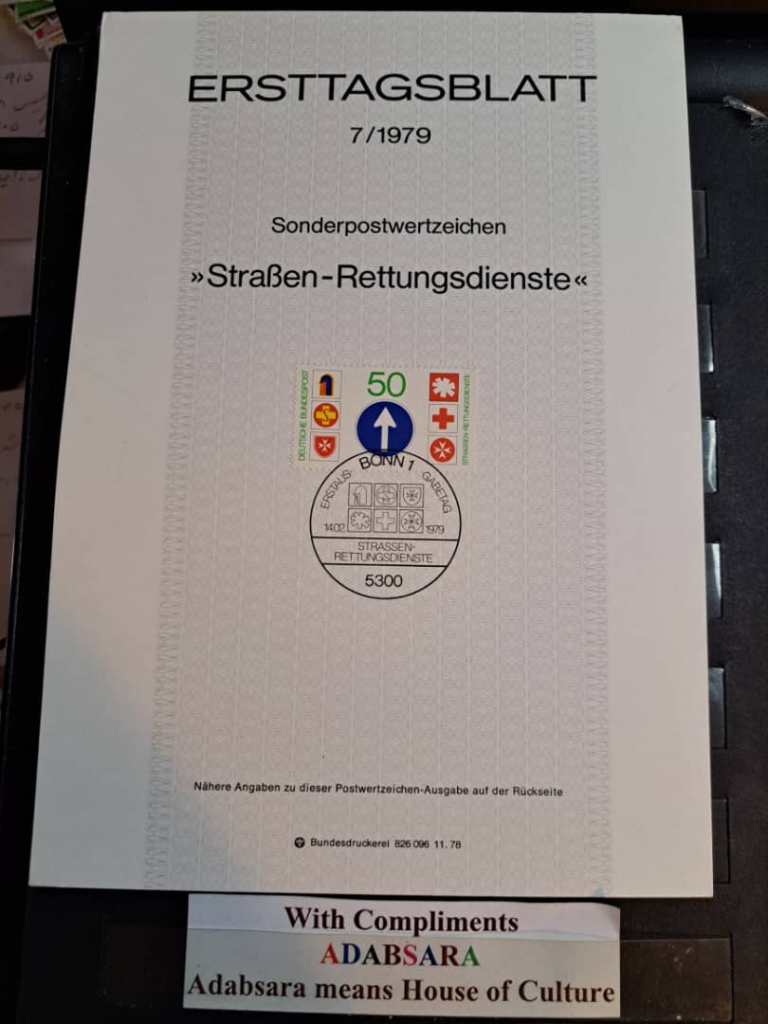 ERSTTAGSBLATT
7/1979
Sonderpostwertzeichen
»Straßen-Rettungsdienste«
DEUTSCHE BUNDESPOST
50
STRASSEN-RETTUNGSDIENSTE
ERSTAUS- BONN 1 GABETAG
14.02 1979
STRASSEN-
RETTUNGSDIENSTE
5300
Nähere Angaben zu dieser Postwertzeichen-Ausgabe auf der Rückseite
Bundesdruckerei 826 096 11.78
With Compliments
ADABSARA
Adabsara means House of Culture